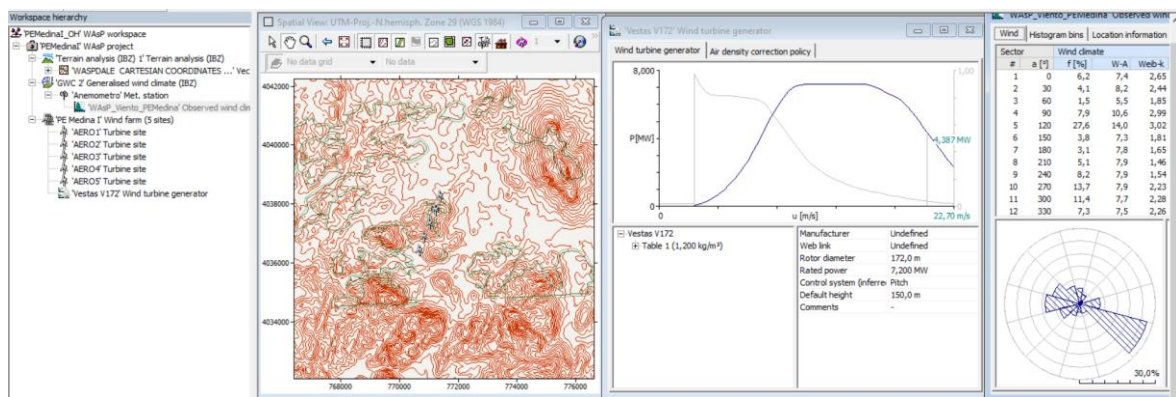 Workspace hierarchy
'PEMedinaI_OH' WAsP workspace
'PEMedinaI' WAsP project
'Terrain analysis (IBZ) 1' Terrain analysis (IBZ)
'WASPDALE CARTESIAN COORDINATES ...' Vec
'GWC 2' Generalised wind climate (IBZ)
'Anemometro' Met. station
'WAsP_Viento_PEMedina' Observed wind clim
'PE Medina I' Wind farm (5 sites)
'AERO1' Turbine site
'AERO2' Turbine site
'AERO3' Turbine site
'AERO4' Turbine site
'AERO5' Turbine site
'Vestas V172' Wind turbine generator
Spatial View: UTM-Proj.-N.hemisph. Zone 29 (WGS 1984)
1
No data grid
No data
4042000
4040000
4038000
4036000
4034000
768000 770000 772000 774000 776000
'Vestas V172' Wind turbine generator
Wind turbine generator Air density correction policy
8,000 1,00
P[MW] 4,387 MW
0 0
0 u [m/s] 22,70 m/s
Vestas V172
Table 1 (1,200 kg/m³)
Manufacturer Undefined
Web link Undefined
Rotor diameter 172,0 m
Rated power 7,200 MW
Control system (inferre Pitch
Default height 150,0 m
Comments -
'WAsP_Viento_PEMedina' Observed wind
Wind Histogram bins Location information
Sector Wind climate
# a [°] f [%] W-A Weib-k
1 0 6,2 7,4 2,65
2 30 4,1 8,2 2,44
3 60 1,5 5,5 1,85
4 90 7,9 10,6 2,99
5 120 27,6 14,0 3,02
6 150 3,8 7,3 1,81
7 180 3,1 7,8 1,65
8 210 5,1 7,9 1,46
9 240 8,2 7,9 1,54
10 270 13,7 7,9 2,23
11 300 11,4 7,7 2,28
12 330 7,3 7,5 2,26
30,0%